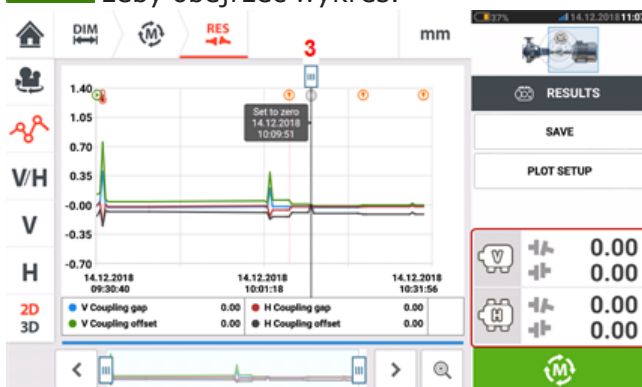 żeby obejrzeć wykres.
DIM
(M)
RES
mm
3
37%
14.12.2018 11:07
RESULTS
SAVE
PLOT SETUP
1.40
1.05
0.70
0.35
-0.00
-0.35
-0.70
Set to zero
14.12.2018
10:09:51
14.12.2018
09:30:40
14.12.2018
10:01:18
14.12.2018
10:31:56
V/H
V
H
2D
3D
V Coupling gap 0.00
H Coupling gap 0.00
V Coupling offset 0.00
H Coupling offset 0.00
V
0.00
0.00
H
0.00
0.00
(M)